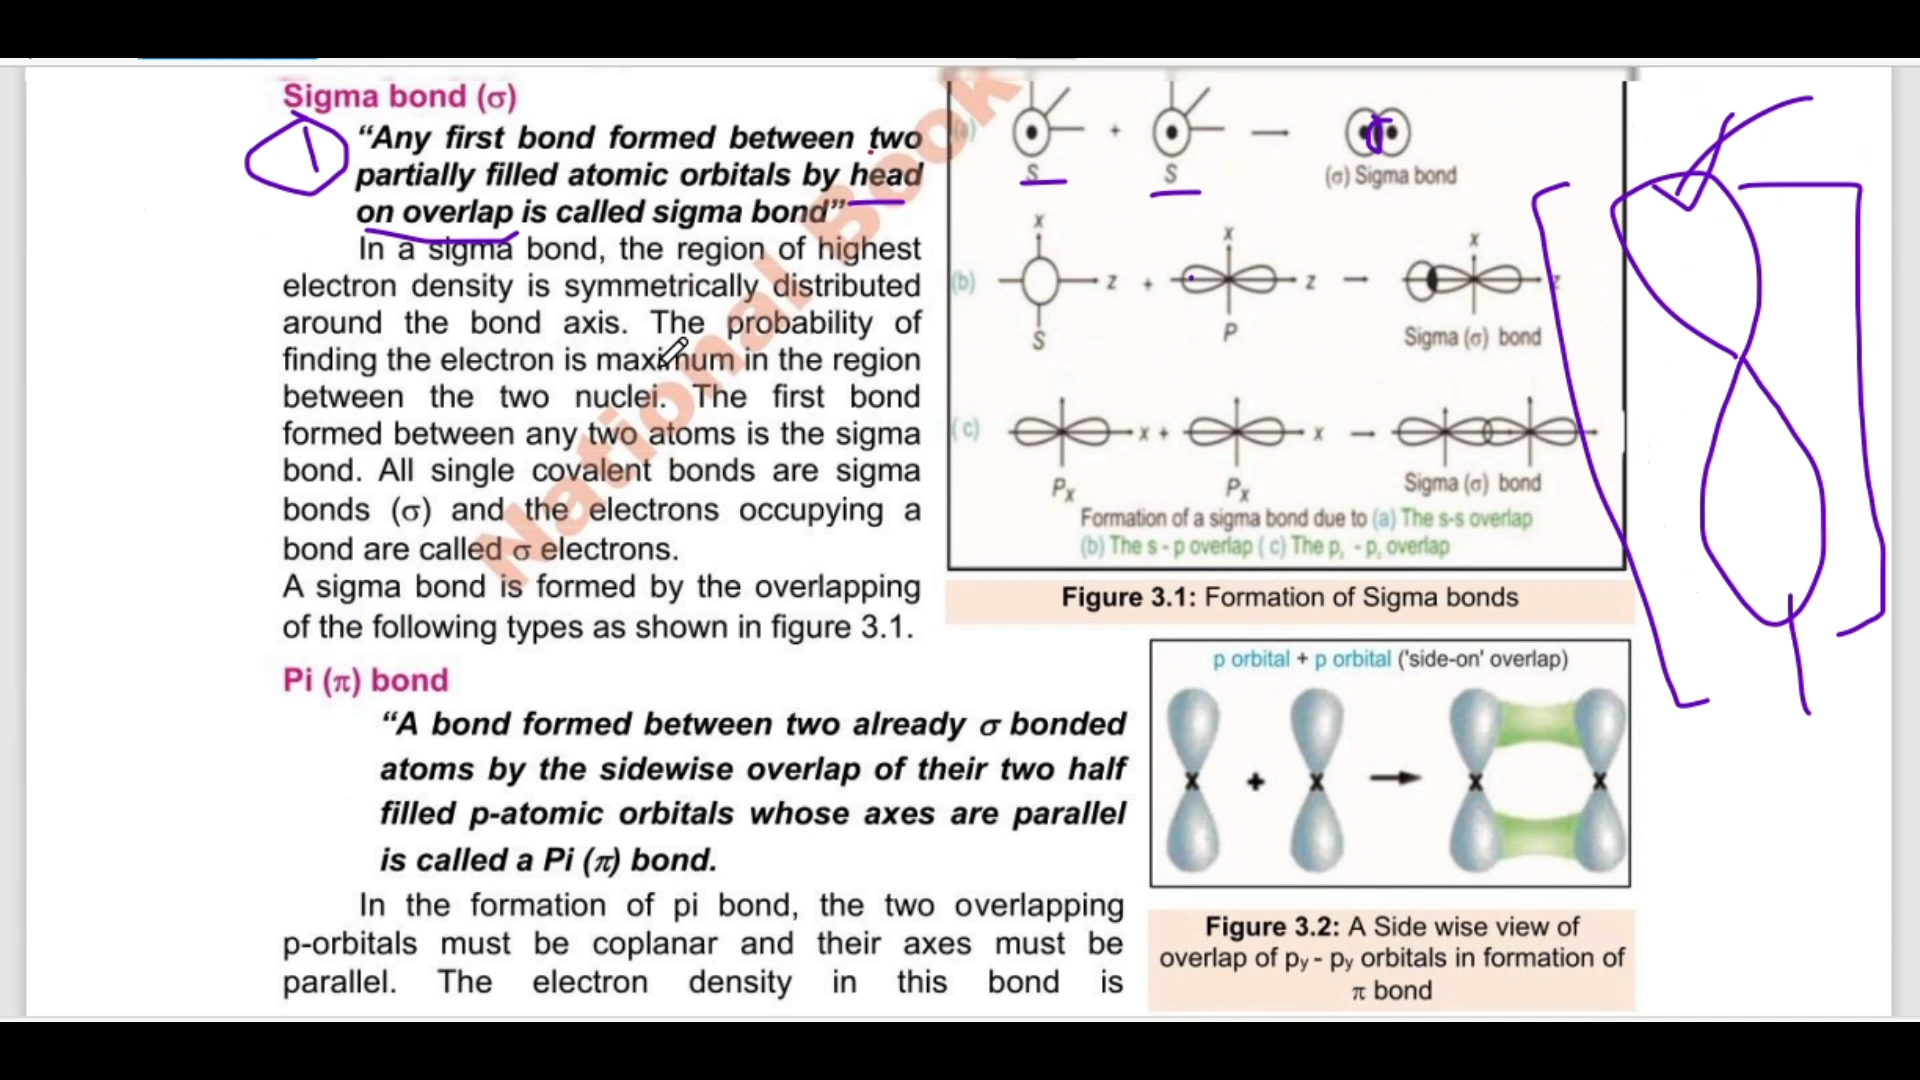 Sigma bond (σ)
“Any first bond formed between two
partially filled atomic orbitals by head
on overlap is called sigma bond”
In a sigma bond, the region of highest
electron density is symmetrically distributed
around the bond axis. The probability of
finding the electron is maximum in the region
between the two nuclei. The first bond
formed between any two atoms is the sigma
bond. All single covalent bonds are sigma
bonds (σ) and the electrons occupying a
bond are called σ electrons.
A sigma bond is formed by the overlapping
of the following types as shown in figure 3.1.
1
National Book
(a) + →
S S (σ) Sigma bond
x x x
(b) z + z → z
S P Sigma (σ) bond
(c) x + x →
Px Px Sigma (σ) bond
Formation of a sigma bond due to (a) The s-s overlap
(b) The s - p overlap ( c) The pₓ - pₓ overlap
Figure 3.1: Formation of Sigma bonds
Pi (π) bond
“A bond formed between two already σ bonded
atoms by the sidewise overlap of their two half
filled p-atomic orbitals whose axes are parallel
is called a Pi (π) bond.
In the formation of pi bond, the two overlapping
p-orbitals must be coplanar and their axes must be
parallel. The electron density in this bond is
p orbital + p orbital ('side-on' overlap)
x + x → x x
Figure 3.2: A Side wise view of
overlap of py - py orbitals in formation of
π bond